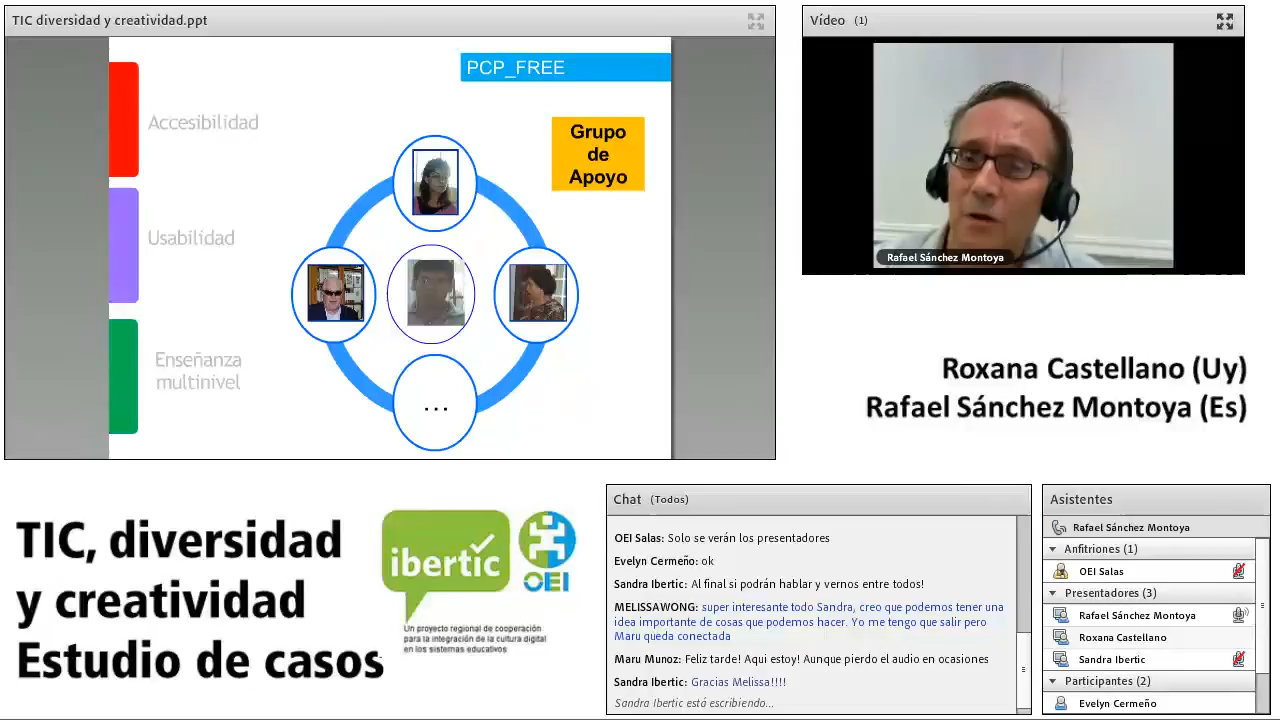 TIC diversidad y creatividad.ppt
PCP_FREE
Accesibilidad
Grupo
de
Apoyo
Usabilidad
Enseñanza
multinivel
...
Vídeo (1)
Rafael Sánchez Montoya
Roxana Castellano (Uy)
Rafael Sánchez Montoya (Es)
TIC, diversidad
y creatividad
Estudio de casos
ibertic
OEI
Un proyecto regional de cooperación
para la integración de la cultura digital
en los sistemas educativos
Chat (Todos)
OEI Salas: Solo se verán los presentadores
Evelyn Cermeño: ok
Sandra Ibertic: Al final si podrán hablar y vernos entre todos!
MELISSAWONG: super interesante todo Sandra, creo que podemos tener una
idea importante de cosas que podemos hacer. Yo me tengo que salir pero
Maru queda conectada
Maru Munoz: Feliz tarde! Aqui estoy! Aunque pierdo el audio en ocasiones
Sandra Ibertic: Gracias Melissa!!!!
Sandra Ibertic está escribiendo...
Asistentes
Rafael Sánchez Montoya
Anfitriones (1)
OEI Salas
Presentadores (3)
Rafael Sánchez Montoya
Roxana Castellano
Sandra Ibertic
Participantes (2)
Evelyn Cermeño